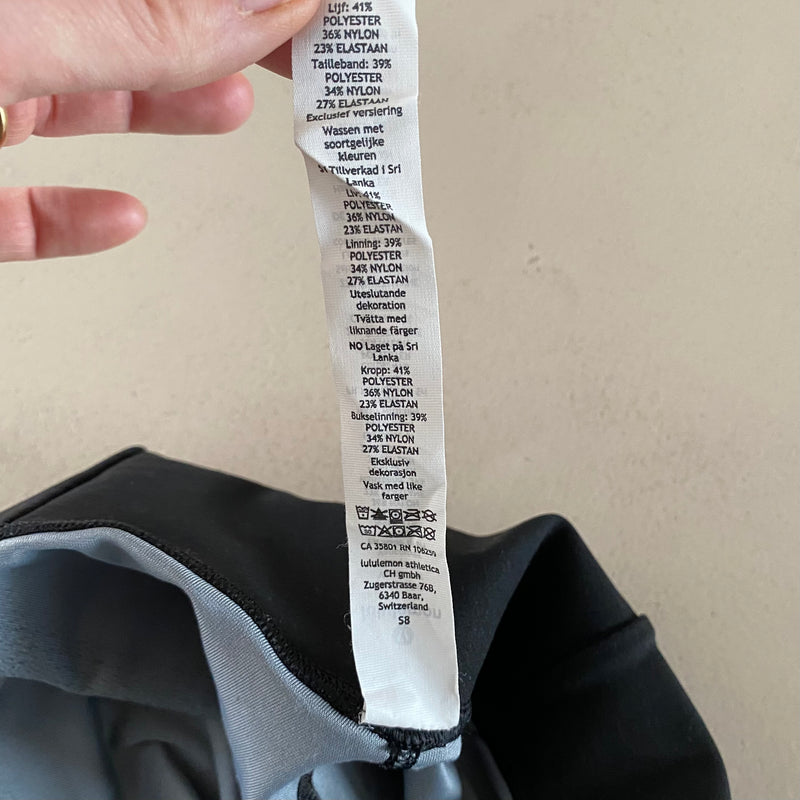 Lijf: 41%
POLYESTER
36% NYLON
23% ELASTAAN
Tailleband: 39%
POLYESTER
34% NYLON
27% ELASTAAN
Exclusief versiering
Wassen met
soortgelijke
kleuren
Tillverkad i Sri
Lanka
Liv: 41%
POLYESTER
36% NYLON
23% ELASTAN
Linning: 39%
POLYESTER
34% NYLON
27% ELASTAN
Uteslutande
dekoration
Tvätta med
liknande färger
NO Laget på Sri
Lanka
Kropp: 41%
POLYESTER
36% NYLON
23% ELASTAN
Bukselinning: 39%
POLYESTER
34% NYLON
27% ELASTAN
Eksklusiv
dekorasjon
Vask med like
farger
CA 35801 RN 106259
lululemon athletica
CH gmbh
Zugerstrasse 76B,
6340 Baar,
Switzerland
S8